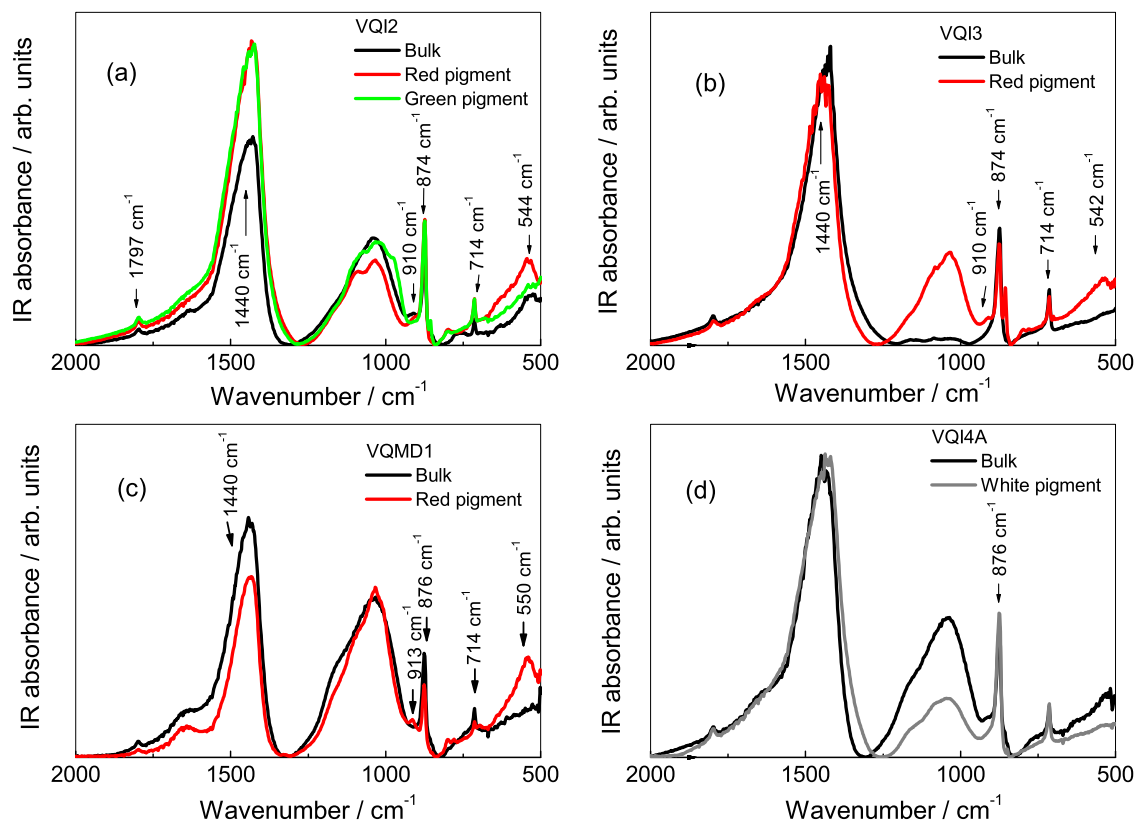 VQI2
Bulk
Red pigment
Green pigment
(a)
1797 cm⁻¹
1440 cm⁻¹
910 cm⁻¹
874 cm⁻¹
714 cm⁻¹
544 cm⁻¹
IR absorbance / arb. units
2000 1500 1000 500
Wavenumber / cm⁻¹
VQI3
Bulk
Red pigment
(b)
1440 cm⁻¹
910 cm⁻¹
874 cm⁻¹
714 cm⁻¹
542 cm⁻¹
IR absorbance / arb. units
2000 1500 1000 500
Wavenumber / cm⁻¹
VQMD1
Bulk
Red pigment
(c)
1440 cm⁻¹
913 cm⁻¹
876 cm⁻¹
714 cm⁻¹
550 cm⁻¹
IR absorbance / arb. units
2000 1500 1000 500
Wavenumber / cm⁻¹
VQI4A
Bulk
White pigment
(d)
876 cm⁻¹
IR absorbance / arb. units
2000 1500 1000 500
Wavenumber / cm⁻¹